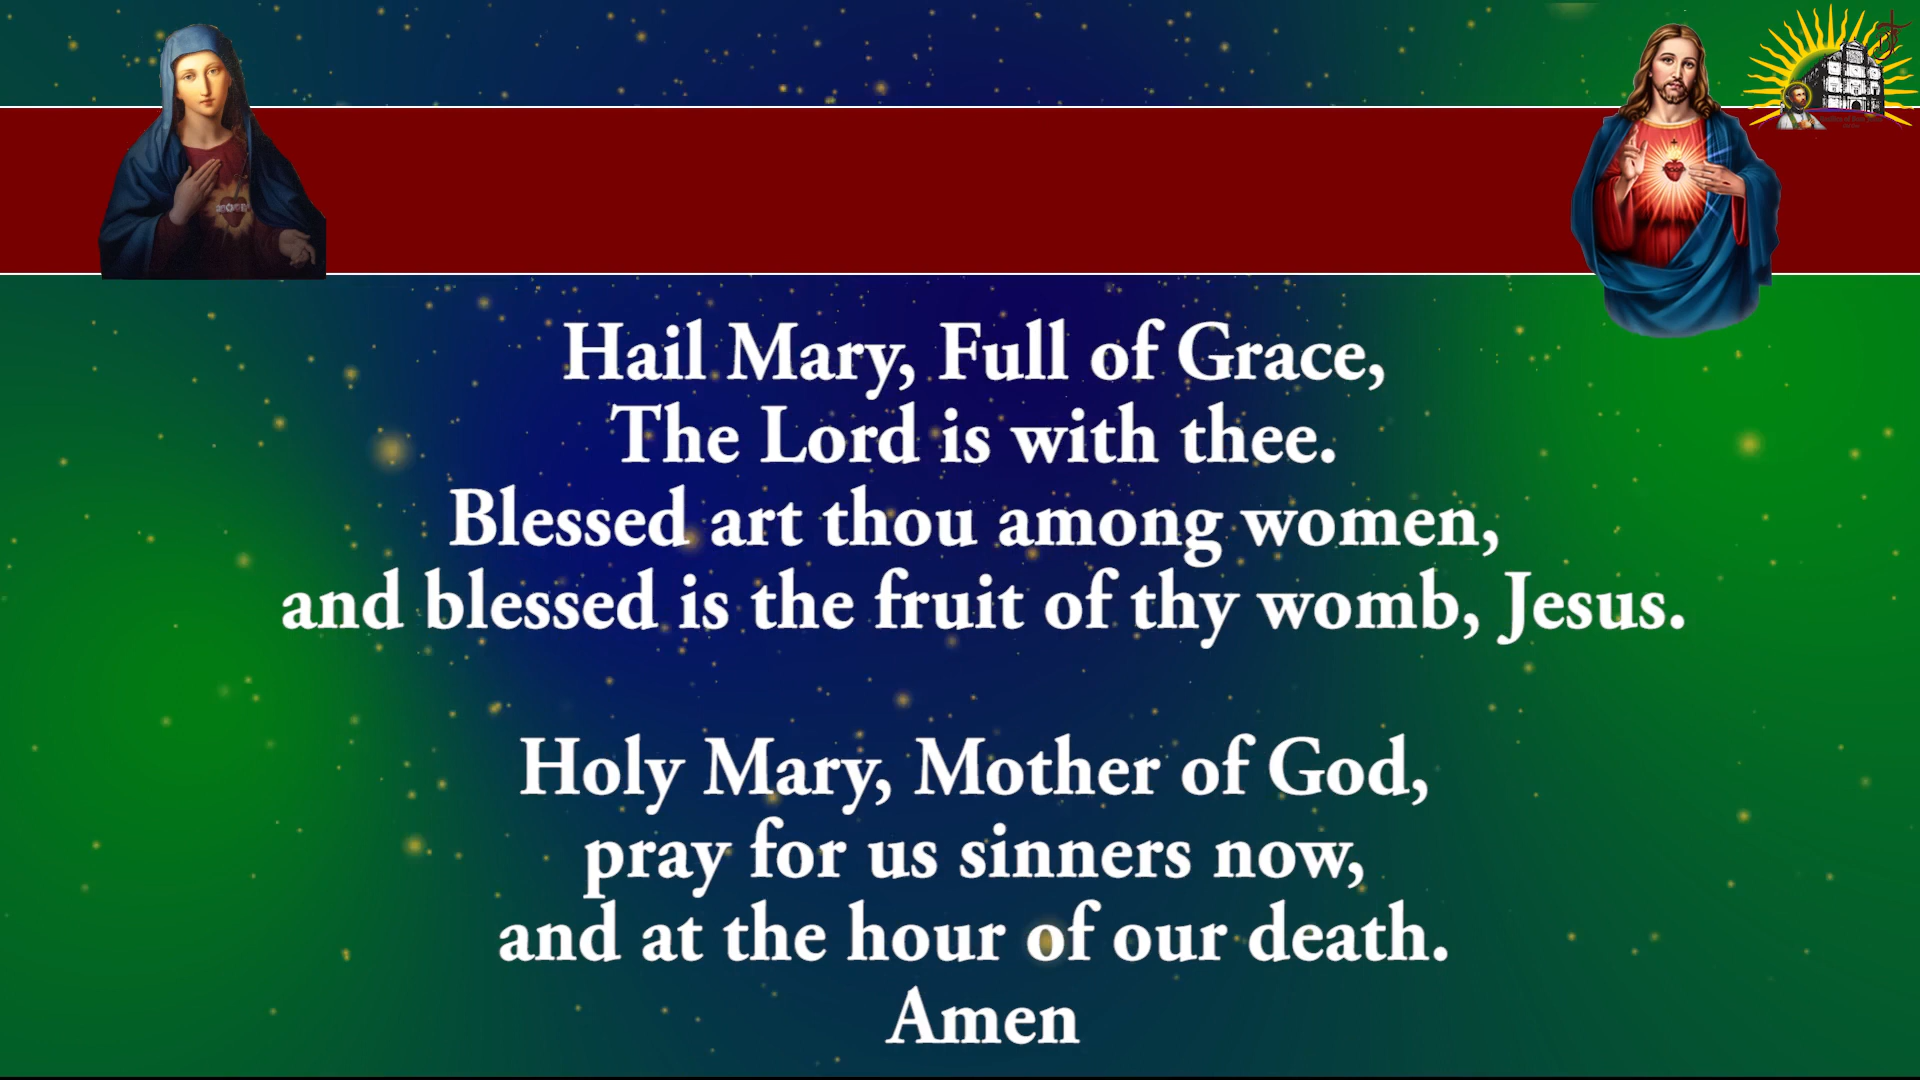 Hail Mary, Full of Grace,
The Lord is with thee.
Blessed art thou among women,
and blessed is the fruit of thy womb, Jesus.
Holy Mary, Mother of God,
pray for us sinners now,
and at the hour of our death.
Amen